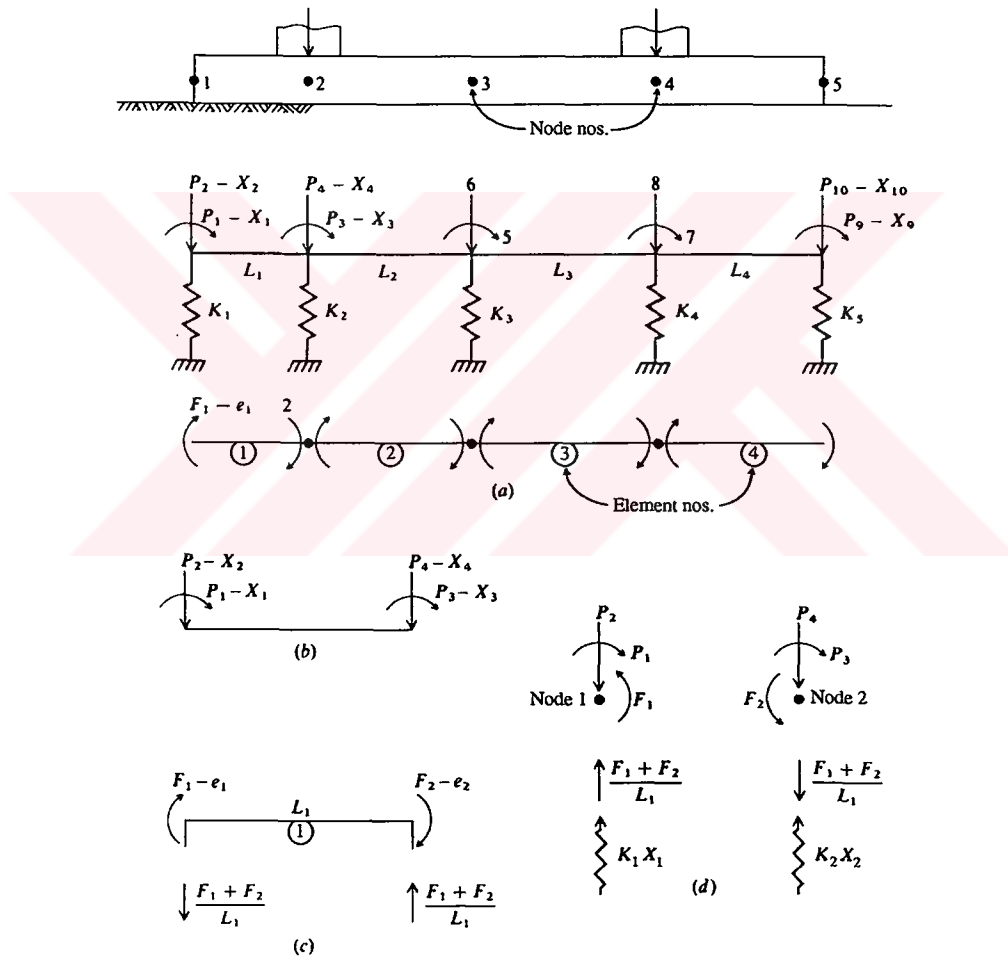 1
2
3
4
5
Node nos.
P₂ – X₂
P₄ – X₄
6
8
P₁₀ – X₁₀
P₁ – X₁
P₃ – X₃
5
7
P₉ – X₉
L₁
L₂
L₃
L₄
K₁
K₂
K₃
K₄
K₅
F₁ – e₁
2
1
2
3
4
(a)
Element nos.
P₂ – X₂
P₄ – X₄
P₁ – X₁
P₃ – X₃
(b)
P₂
P₄
P₁
P₃
Node 1
F₁
F₂
Node 2
F₁ – e₁
F₂ – e₂
L₁
1
F₁ + F₂
L₁
F₁ + F₂
L₁
K₁X₁
K₂X₂
(d)
F₁ + F₂
L₁
F₁ + F₂
L₁
(c)